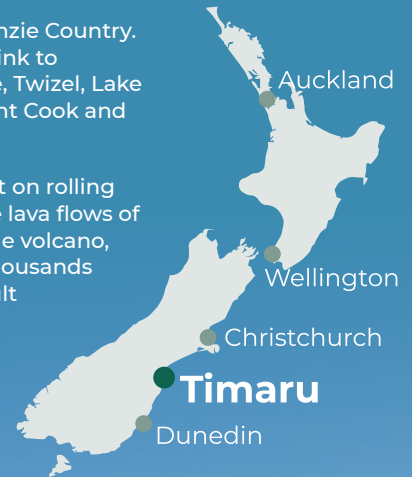 nzie Country.
ink to
e, Twizel, Lake
nt Cook and
t on rolling
e lava flows of
e volcano,
ousands
lt
Auckland
Wellington
Christchurch
Timaru
Dunedin